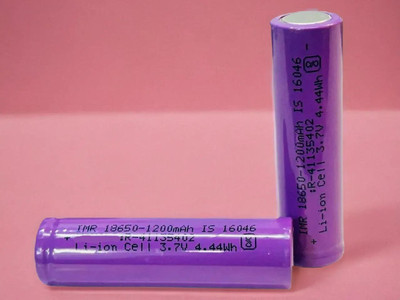 IMR 18650-1200mAH IS 16046
+ :R-41135402
Li-ion Cell 3.7V 4.44Wh
IMR 18650-1200mAH IS 16046 -
:R-41135402
+ Li-ion Cell 3.7V 4.44Wh